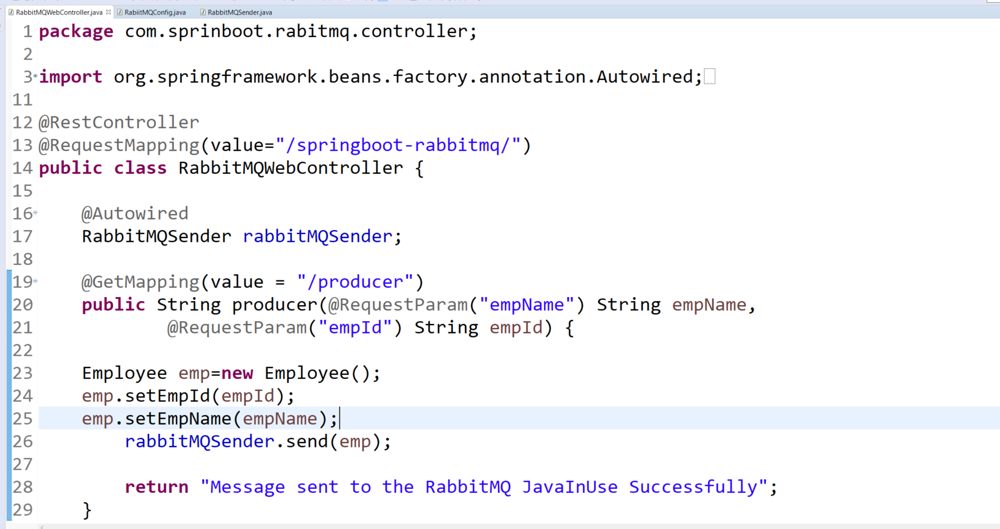 RabbitMQWebController.java RabiitMQConfig.java RabbitMQSender.java
1 package com.sprinboot.rabitmq.controller;
2
3 import org.springframework.beans.factory.annotation.Autowired;
11
12 @RestController
13 @RequestMapping(value="/springboot-rabbitmq/")
14 public class RabbitMQWebController {
15
16 @Autowired
17 RabbitMQSender rabbitMQSender;
18
19 @GetMapping(value = "/producer")
20 public String producer(@RequestParam("empName") String empName,
21 @RequestParam("empId") String empId) {
22
23 Employee emp=new Employee();
24 emp.setEmpId(empId);
25 emp.setEmpName(empName);
26 rabbitMQSender.send(emp);
27
28 return "Message sent to the RabbitMQ JavaInUse Successfully";
29 }